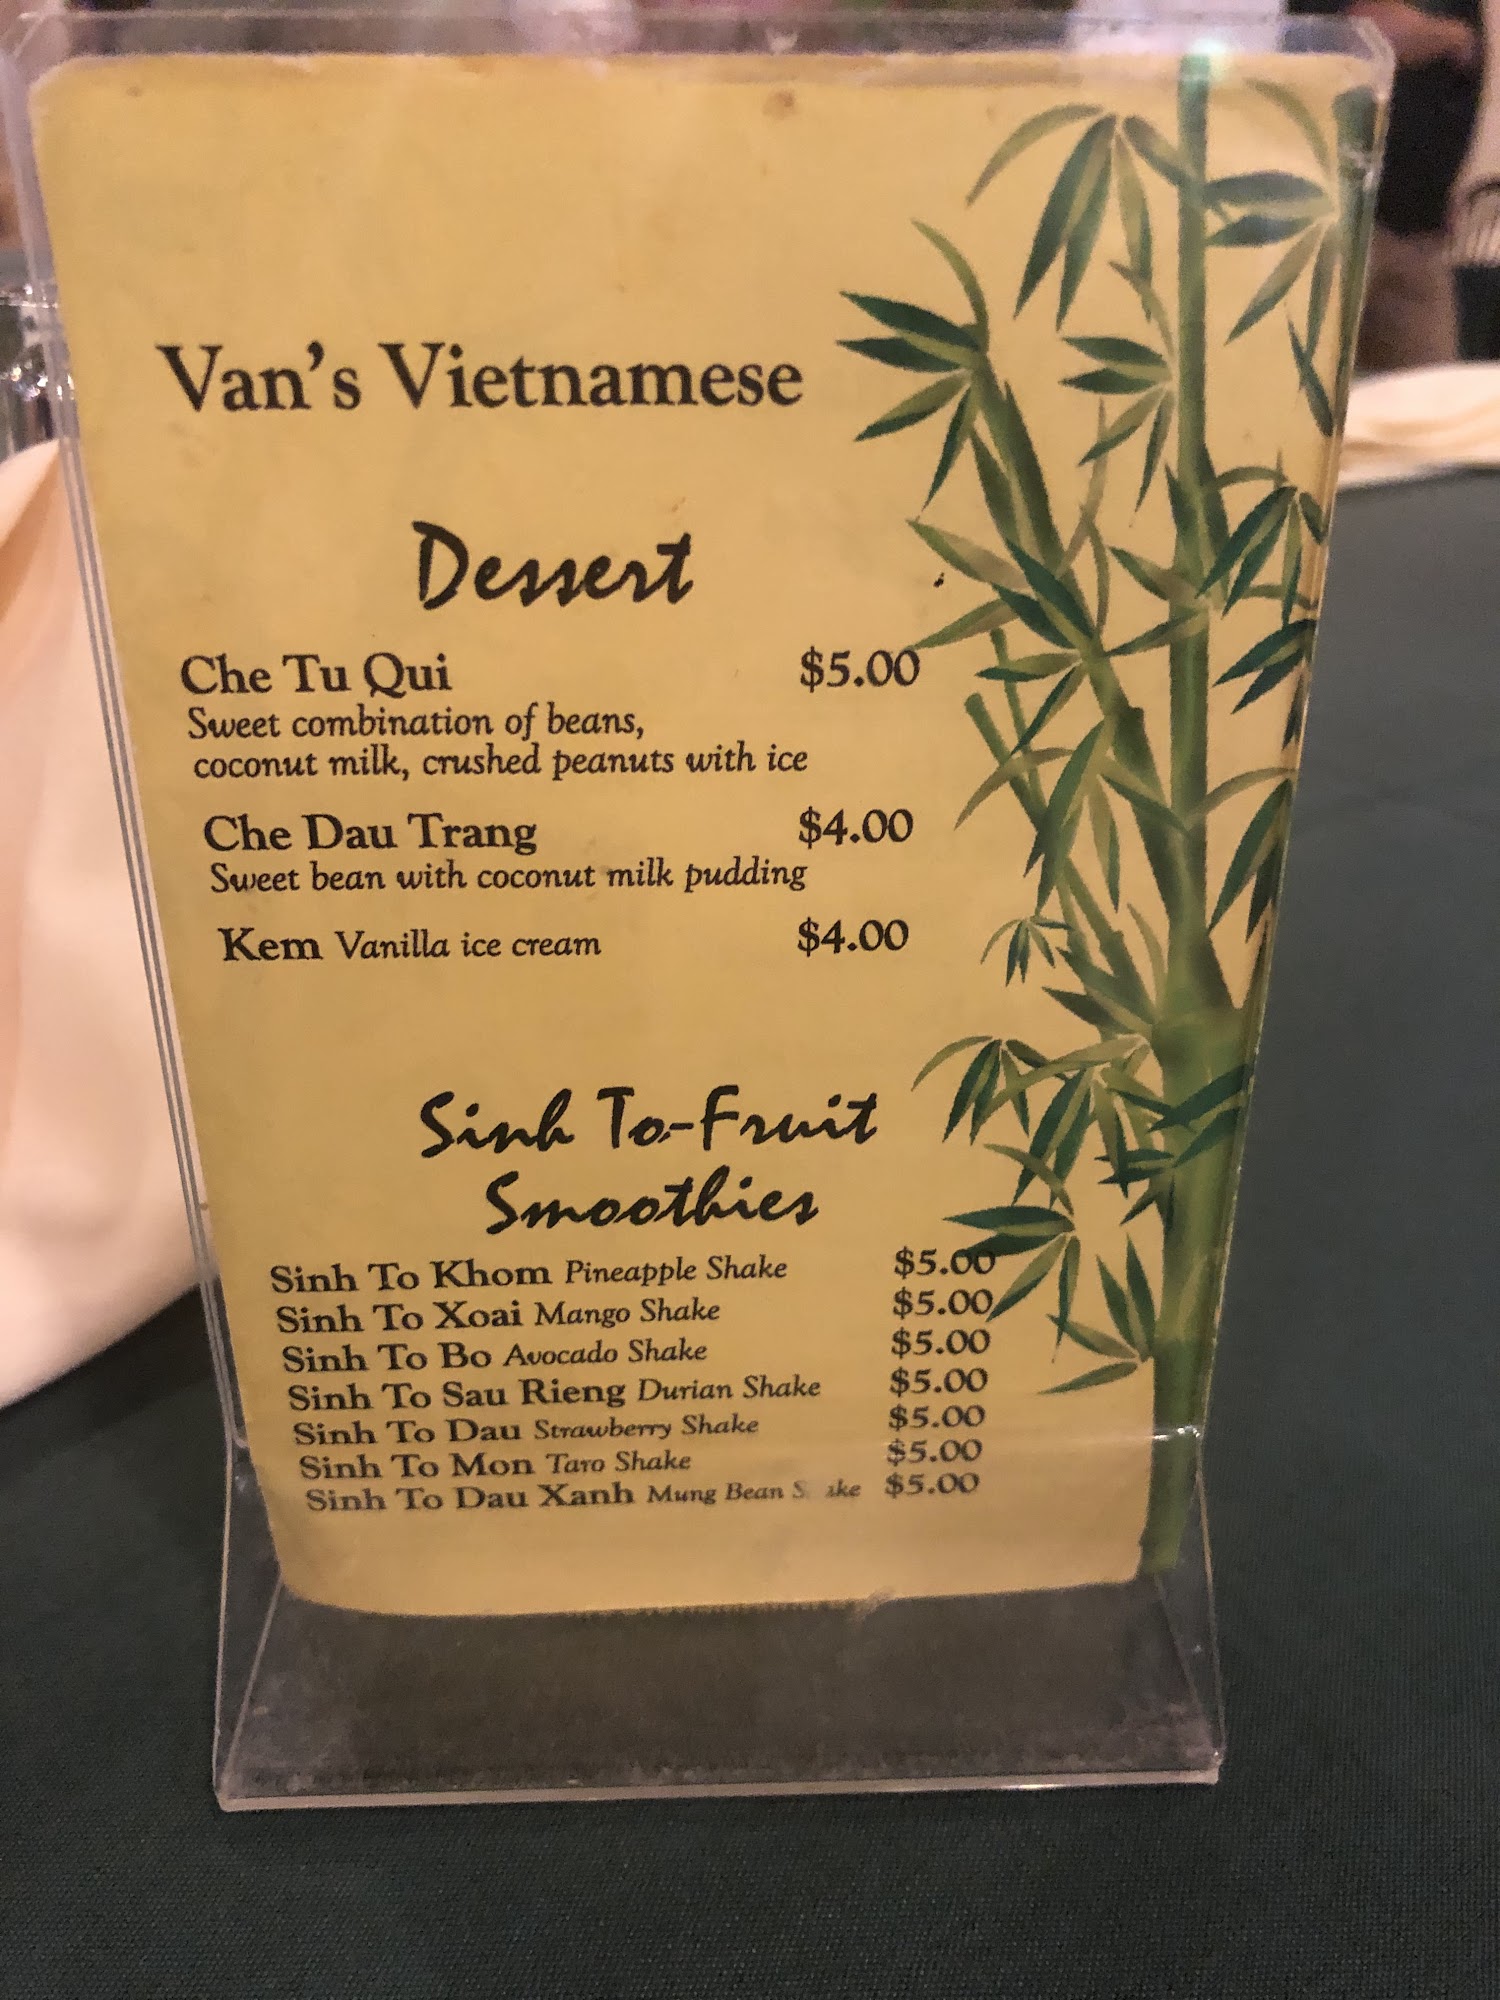 Van's Vietnamese
Dessert
Che Tu Qui $5.00
Sweet combination of beans,
coconut milk, crushed peanuts with ice
Che Dau Trang $4.00
Sweet bean with coconut milk pudding
Kem Vanilla ice cream $4.00
Sinh To-Fruit
Smoothies
Sinh To Khom Pineapple Shake $5.00
Sinh To Xoai Mango Shake $5.00
Sinh To Bo Avocado Shake $5.00
Sinh To Sau Rieng Durian Shake $5.00
Sinh To Dau Strawberry Shake $5.00
Sinh To Mon Taro Shake $5.00
Sinh To Dau Xanh Mung Bean Shake $5.00